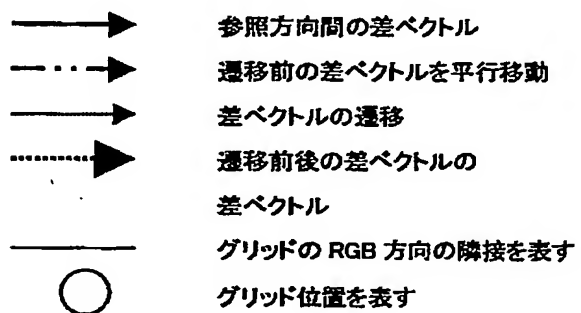 参照方向間の差ベクトル
遷移前の差ベクトルを平行移動
差ベクトルの遷移
遷移前後の差ベクトルの
差ベクトル
グリッドの RGB 方向の隣接を表す
グリッド位置を表す